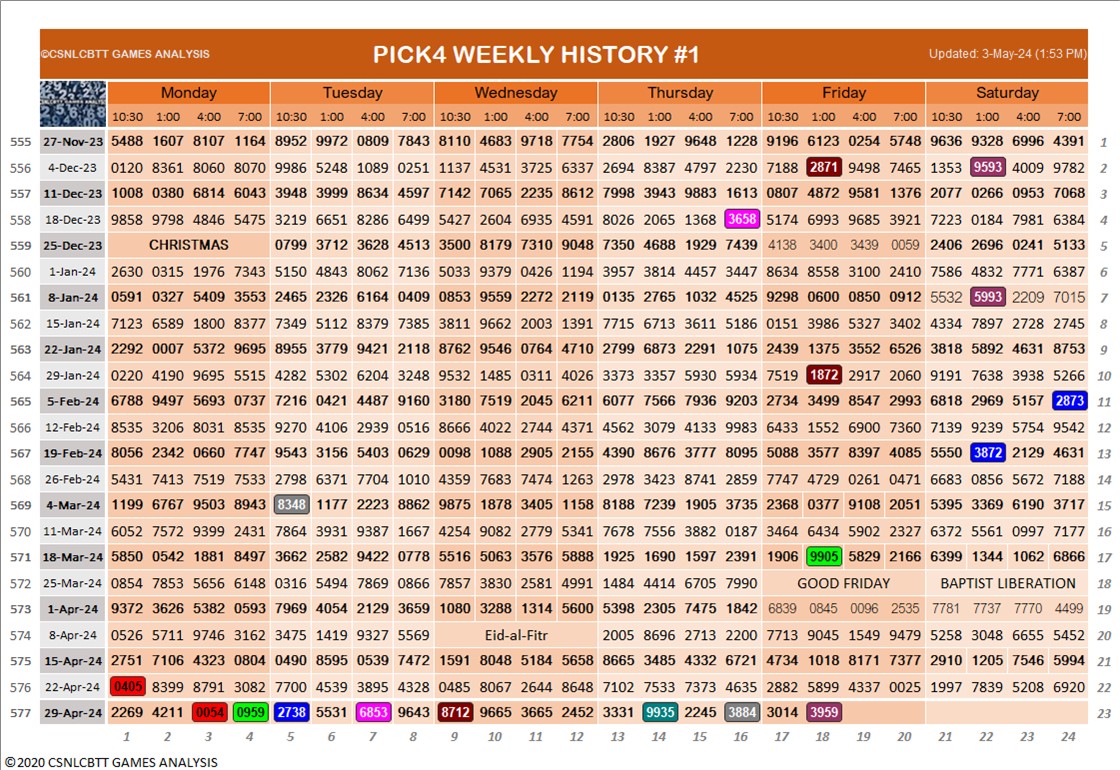 ©CSNLCBTT GAMES ANALYSIS PICK4 WEEKLY HISTORY #1 Updated: 3-May-24 (1:53 PM)
Monday Tuesday Wednesday Thursday Friday Saturday
10:30 1:00 4:00 7:00 10:30 1:00 4:00 7:00 10:30 1:00 4:00 7:00 10:30 1:00 4:00 7:00 10:30 1:00 4:00 7:00 10:30 1:00 4:00 7:00
555 27-Nov-23 5488 1607 8107 1164 8952 9972 0809 7843 8110 4683 9718 7754 2806 1927 9648 1228 9196 6123 0254 5748 9636 9328 6996 4391 1
556 4-Dec-23 0120 8361 8060 8070 9986 5248 1089 0251 1137 4531 3725 6337 2694 8387 4797 2230 7188 2871 9498 7465 1353 9593 4009 9782 2
557 11-Dec-23 1008 0380 6814 6043 3948 3999 8634 4597 7142 7065 2235 8612 7998 3943 9883 1613 0807 4872 9581 1376 2077 0266 0953 7068 3
558 18-Dec-23 9858 9798 4846 5475 3219 6651 8286 6499 5427 2604 6935 4591 8026 2065 1368 3658 5174 6993 9685 3921 7223 0184 7981 6384 4
559 25-Dec-23 CHRISTMAS 0799 3712 3628 4513 3500 8179 7310 9048 7350 4688 1929 7439 4138 3400 3439 0059 2406 2696 0241 5133 5
560 1-Jan-24 2630 0315 1976 7343 5150 4843 8062 7136 5033 9379 0426 1194 3957 3814 4457 3447 8634 8558 3100 2410 7586 4832 7771 6387 6
561 8-Jan-24 0591 0327 5409 3553 2465 2326 6164 0409 0853 9559 2272 2119 0135 2765 1032 4525 9298 0600 0850 0912 5532 5993 2209 7015 7
562 15-Jan-24 7123 6589 1800 8377 7349 5112 8379 7385 3811 9662 2003 1391 7715 6713 3611 5186 0151 3986 5327 3402 4334 7897 2728 2745 8
563 22-Jan-24 2292 0007 5372 9695 8955 3779 9421 2118 8762 9546 0764 4710 2799 6873 2291 1075 2439 1375 3552 6526 3818 5892 4631 8753 9
564 29-Jan-24 0220 4190 9695 5515 4282 5302 6204 3248 9532 1485 0311 4026 3373 3357 5930 5934 7519 1872 2917 2060 9191 7638 3938 5266 10
565 5-Feb-24 6788 9497 5693 0737 7216 0421 4487 9160 3180 7519 2045 6211 6077 7566 7936 9203 2734 3499 8547 2993 6818 2969 5157 2873 11
566 12-Feb-24 8535 3206 8031 8535 9270 4106 2939 0516 8666 4022 2744 4371 4562 3079 4133 9983 6433 1552 6900 7360 7139 9239 5754 9542 12
567 19-Feb-24 8056 2342 0660 7747 9543 3156 5403 0629 0098 1088 2905 2155 4390 8676 3777 8095 5088 3577 8397 4085 5550 3872 2129 4631 13
568 26-Feb-24 5431 7413 7519 7533 2798 6371 7704 1010 4359 7683 7474 1263 2978 3423 8741 2859 7747 4729 0261 0471 6683 0856 5672 7188 14
569 4-Mar-24 1199 6767 9503 8943 8348 1177 2223 8862 9875 1878 3405 1158 8188 7239 1905 3735 2368 0377 9108 2051 5395 3369 6190 3717 15
570 11-Mar-24 6052 7572 9399 2431 7864 3931 9387 1667 4254 9082 2779 5341 7678 7556 3882 0187 3464 6434 5902 2327 6372 5561 0997 7177 16
571 18-Mar-24 5850 0542 1881 8497 3662 2582 9422 0778 5516 5063 3576 5888 1925 1690 1597 2391 1906 9905 5829 2166 6399 1344 1062 6866 17
572 25-Mar-24 0854 7853 5656 6148 0316 5494 7869 0866 7857 3830 2581 4991 1484 4414 6705 7990 GOOD FRIDAY BAPTIST LIBERATION 18
573 1-Apr-24 9372 3626 5382 0593 7969 4054 2129 3659 1080 3288 1314 5600 5398 2305 7475 1842 6839 0845 0096 2535 7781 7737 7770 4499 19
574 8-Apr-24 0526 5711 9746 3162 3475 1419 9327 5569 Eid-al-Fitr 2005 8696 2713 2200 7713 9045 1549 9479 5258 3048 6655 5452 20
575 15-Apr-24 2751 7106 4323 0804 0490 8595 0539 7472 1591 8048 5184 5658 8665 3485 4332 6721 4734 1018 8171 7377 2910 1205 7546 5994 21
576 22-Apr-24 0405 8399 8791 3082 7700 4539 3895 4328 0485 8067 2644 8648 7102 7533 7373 4635 2882 5899 4337 0025 1997 7839 5208 6920 22
577 29-Apr-24 2269 4211 0054 0959 2738 5531 6853 9643 8712 9665 3665 2452 3331 9935 2245 3884 3014 3959 23
1 2 3 4 5 6 7 8 9 10 11 12 13 14 15 16 17 18 19 20 21 22 23 24
©2020 CSNLCBTT GAMES ANALYSIS